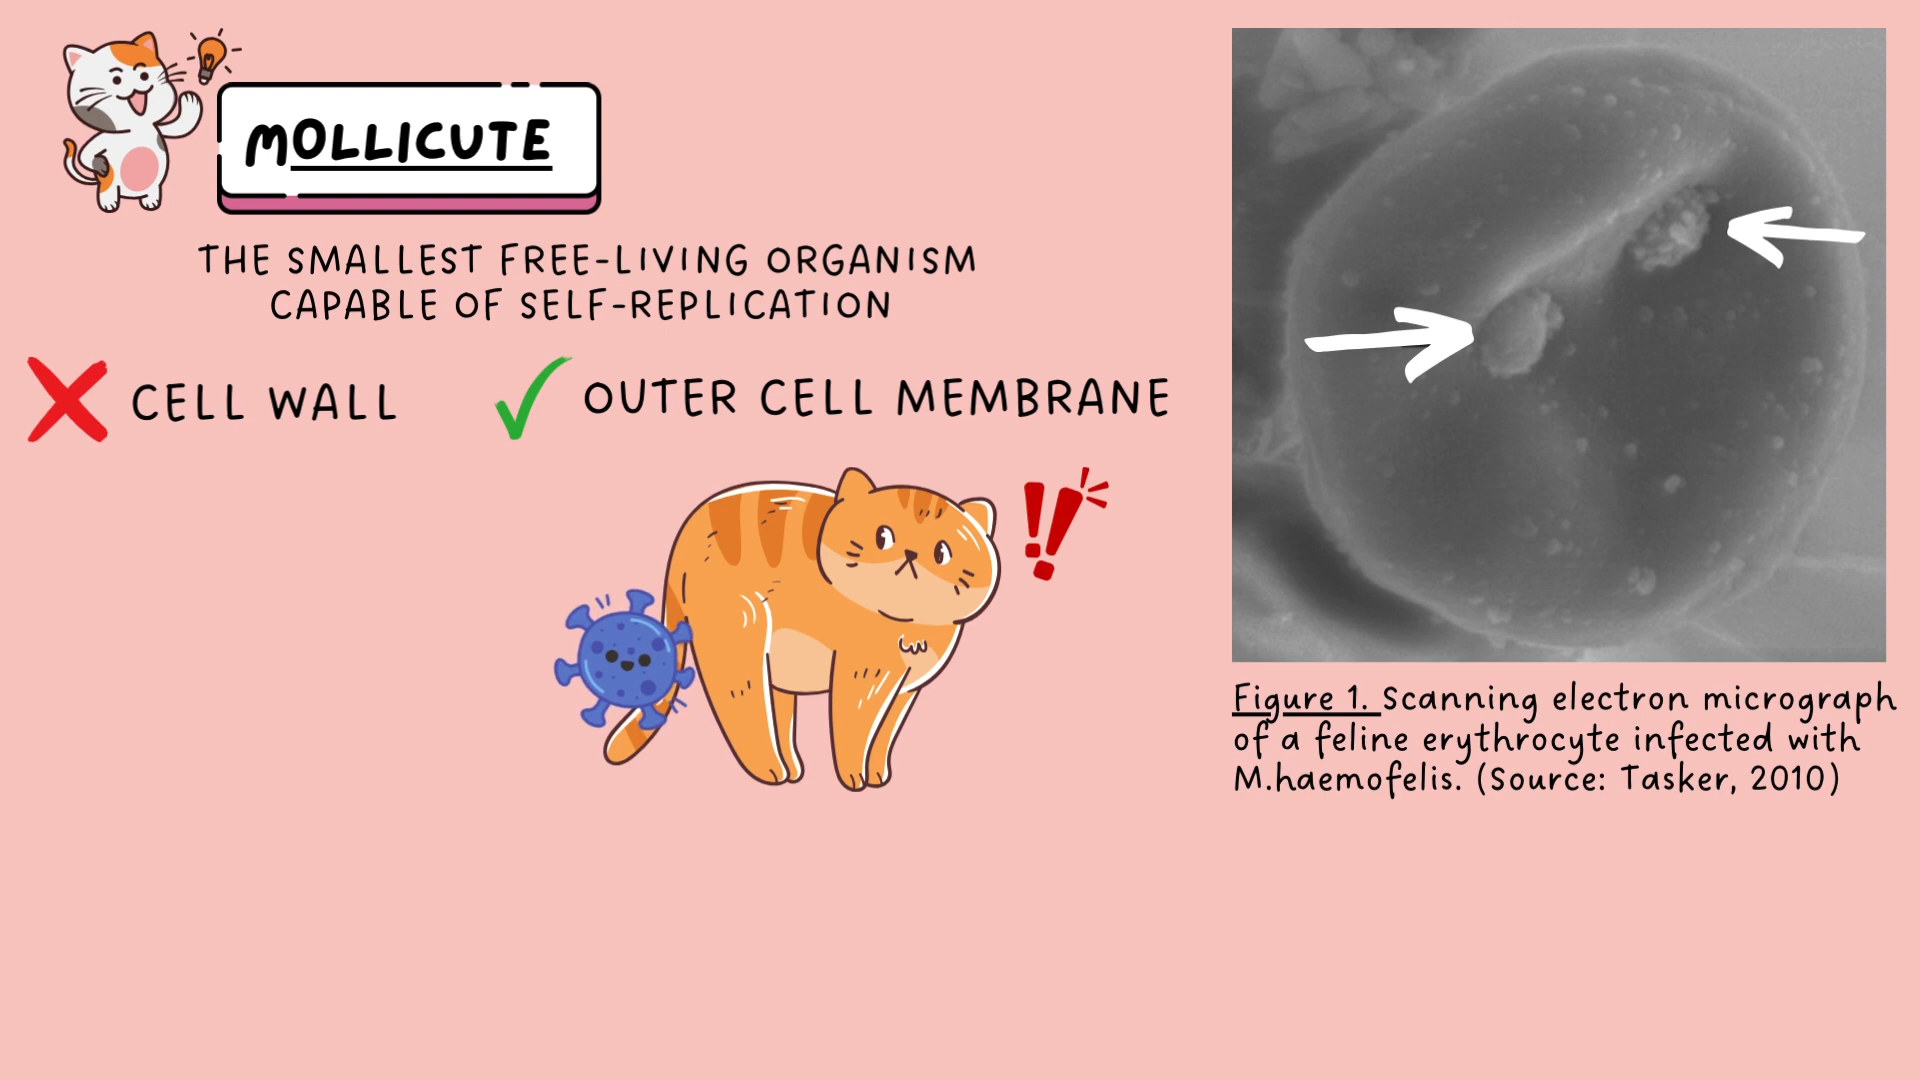 MOLLICUTE
THE SMALLEST FREE-LIVING ORGANISM
CAPABLE OF SELF-REPLICATION
CELL WALL
OUTER CELL MEMBRANE
!!
Figure 1. Scanning electron micrograph
of a feline erythrocyte infected with
M.haemofelis. (Source: Tasker, 2010)